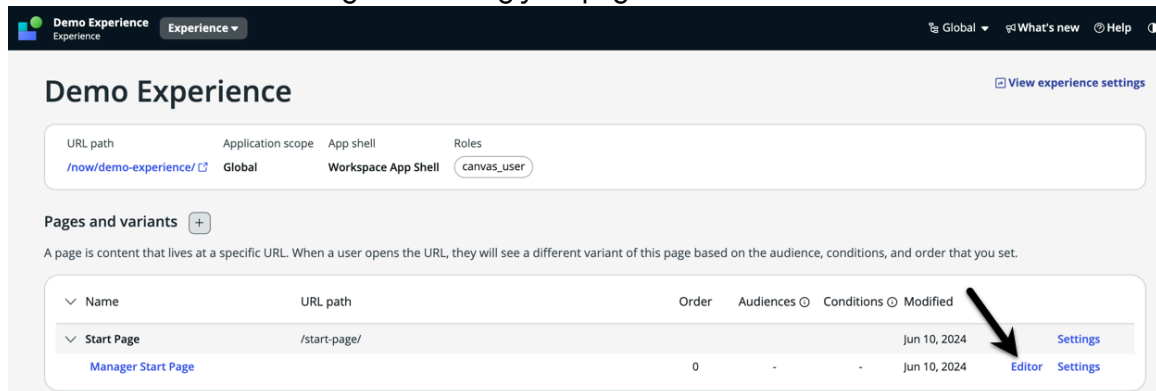 Demo Experience
Experience
Experience
Global
What's new
Help
Demo Experience
View experience settings
URL path Application scope App shell Roles
/now/demo-experience/ Global Workspace App Shell canvas_user
Pages and variants +
A page is content that lives at a specific URL. When a user opens the URL, they will see a different variant of this page based on the audience, conditions, and order that you set.
Name URL path Order Audiences Conditions Modified
Start Page /start-page/ Jun 10, 2024 Settings
Manager Start Page 0 - - Jun 10, 2024 Editor Settings